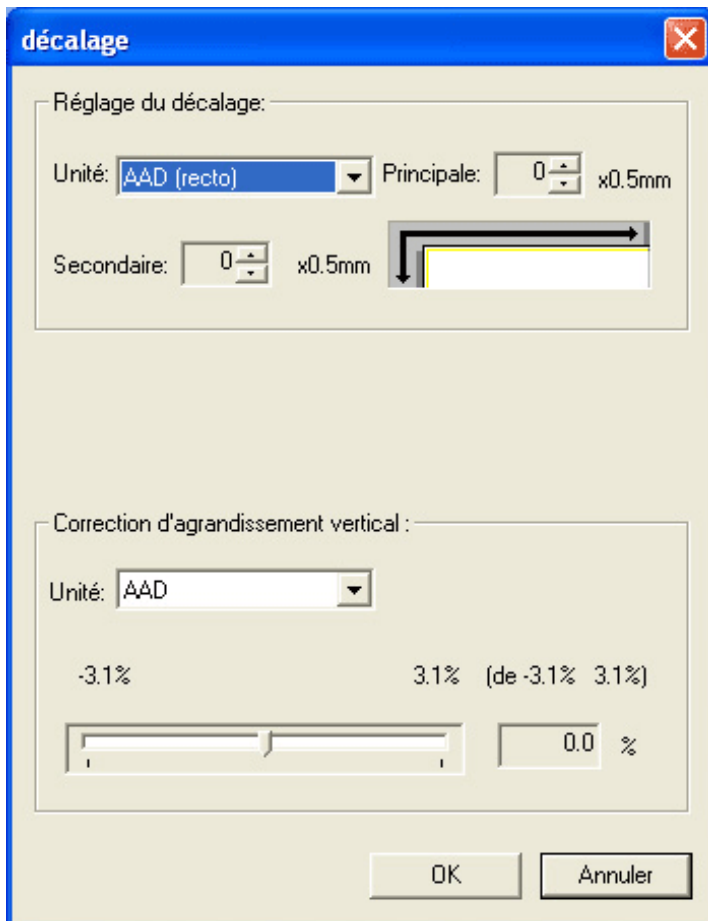 décalage
Réglage du décalage:
Unité: AAD (recto) Principale: 0 x0.5mm
Secondaire: 0 x0.5mm
Correction d'agrandissement vertical :
Unité: AAD
-3.1% 3.1% (de -3.1% 3.1%)
0.0 %
OK Annuler